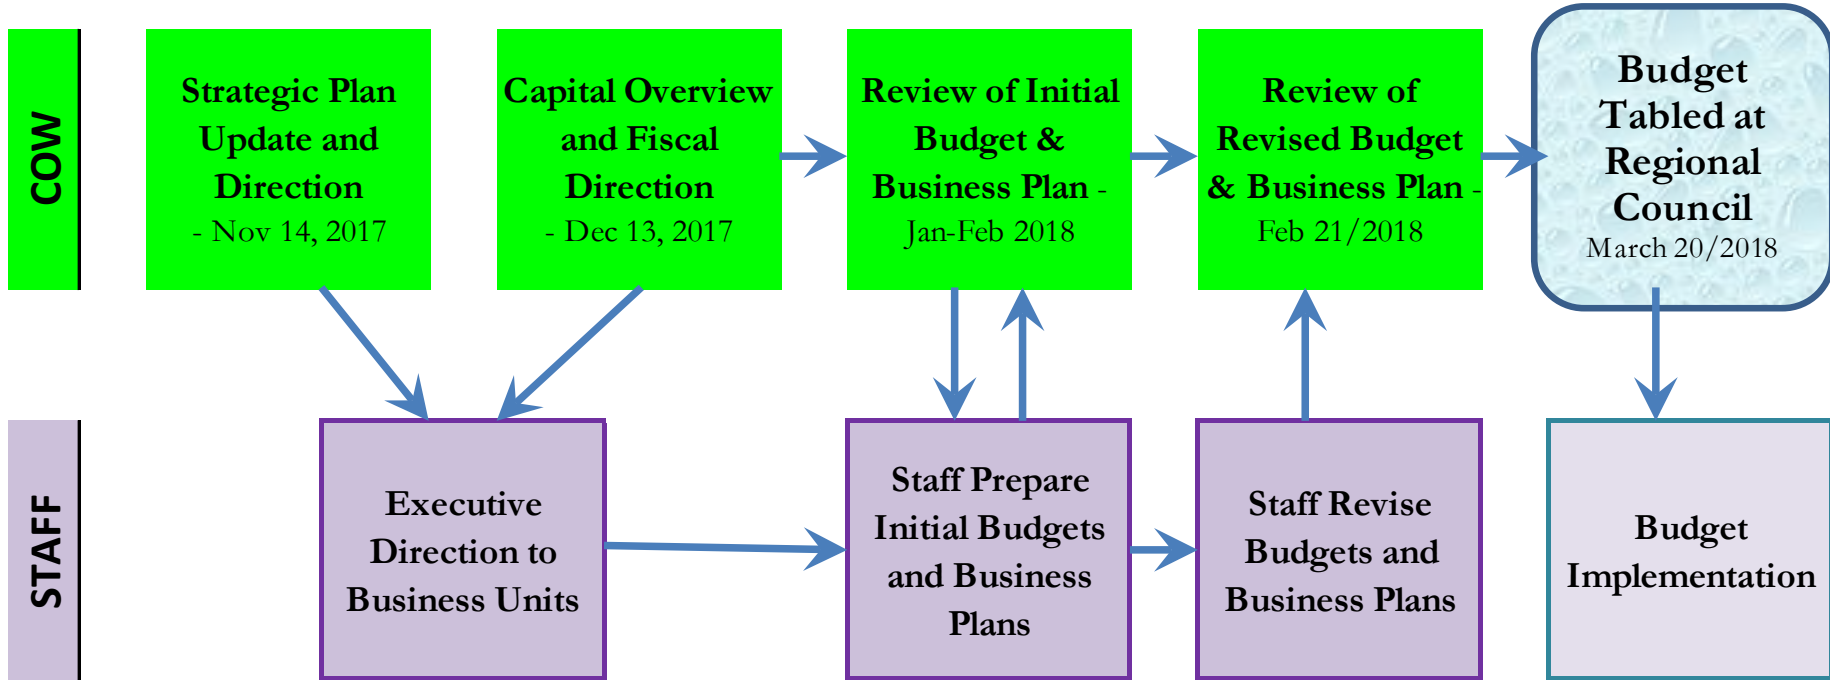 COW
Strategic Plan
Update and
Direction
- Nov 14, 2017
Capital Overview
and Fiscal
Direction
- Dec 13, 2017
Review of Initial
Budget &
Business Plan -
Jan-Feb 2018
Review of
Revised Budget
& Business Plan -
Feb 21/2018
Budget
Tabled at
Regional
Council
March 20/2018
STAFF
Executive
Direction to
Business Units
Staff Prepare
Initial Budgets
and Business
Plans
Staff Revise
Budgets and
Business Plans
Budget
Implementation